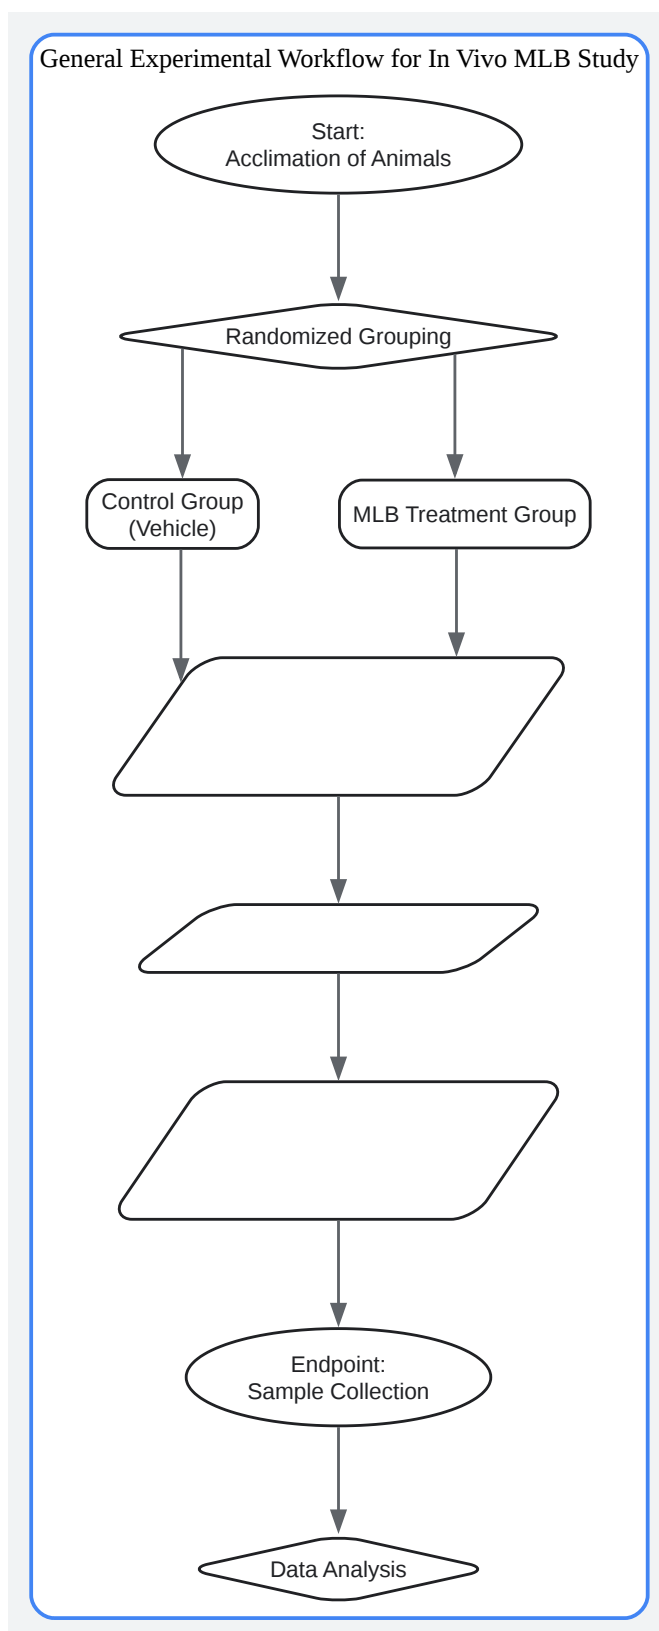 General Experimental Workflow for In Vivo MLB Study
Start:
Acclimation of Animals
Randomized Grouping
Control Group
(Vehicle)
MLB Treatment Group
Endpoint:
Sample Collection
Data Analysis